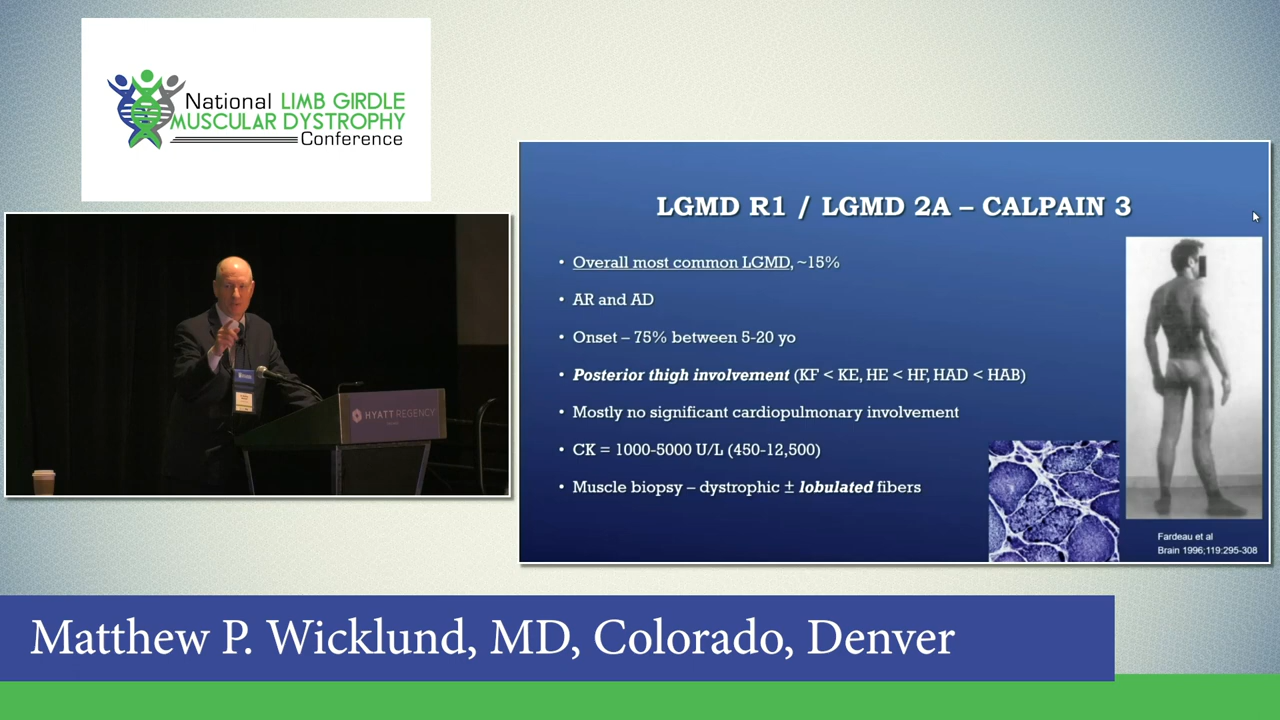 National LIMB GIRDLE
MUSCULAR DYSTROPHY
Conference
HYATT REGENCY
LGMD R1 / LGMD 2A – CALPAIN 3
• Overall most common LGMD, ~15%
• AR and AD
• Onset – 75% between 5-20 yo
• Posterior thigh involvement (KF < KE, HE < HF, HAD < HAB)
• Mostly no significant cardiopulmonary involvement
• CK = 1000-5000 U/L (450-12,500)
• Muscle biopsy – dystrophic ± lobulated fibers
Fardeau et al
Brain 1996;119:295-308
Matthew P. Wicklund, MD, Colorado, Denver